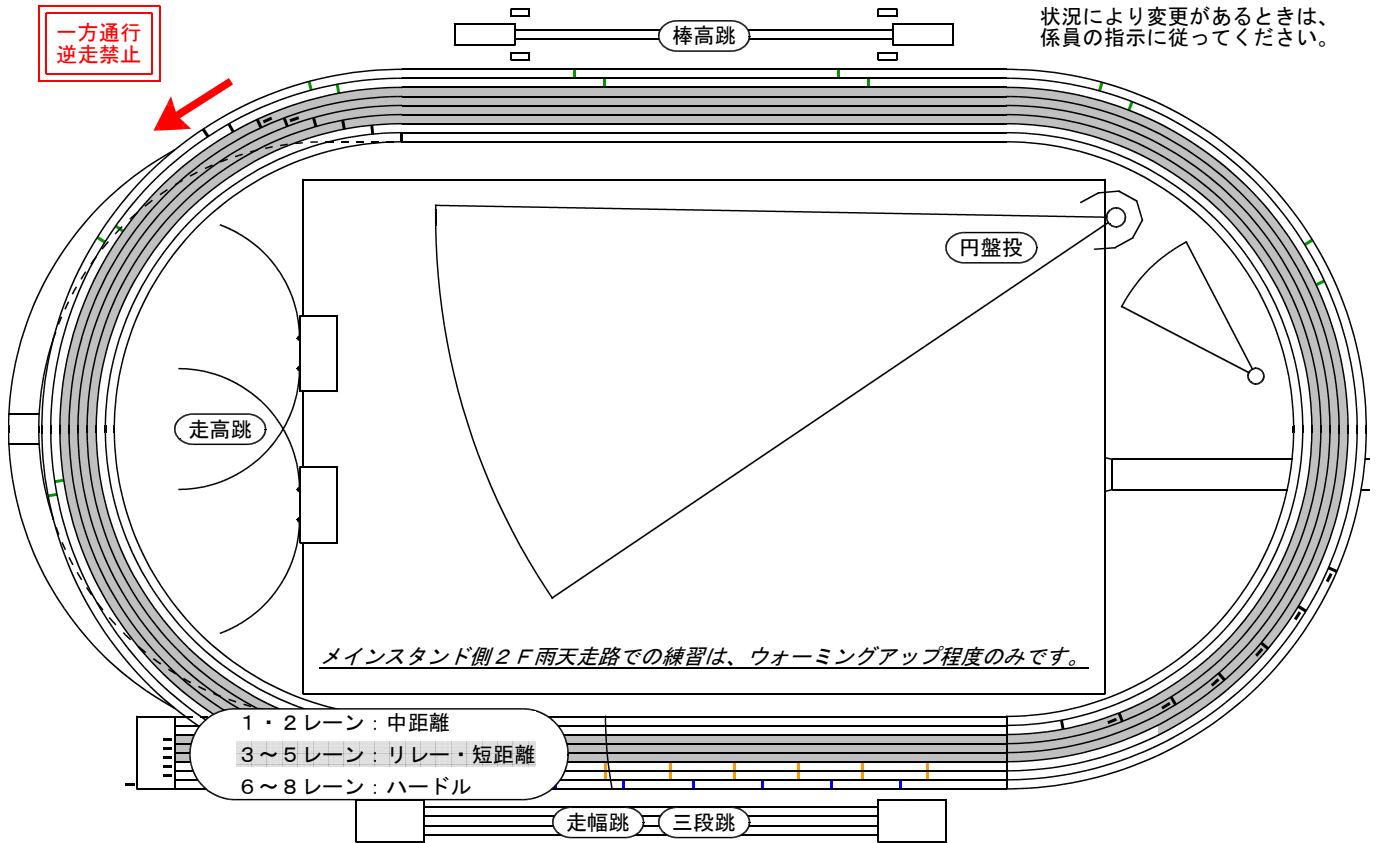 一方通行
逆走禁止
棒高跳
状況により変更があるときは、
係員の指示に従ってください。
円盤投
走高跳
メインスタンド側２Ｆ雨天走路での練習は、ウォーミングアップ程度のみです。
１・２レーン：中距離
３～５レーン：リレー・短距離
６～８レーン：ハードル
走幅跳
三段跳